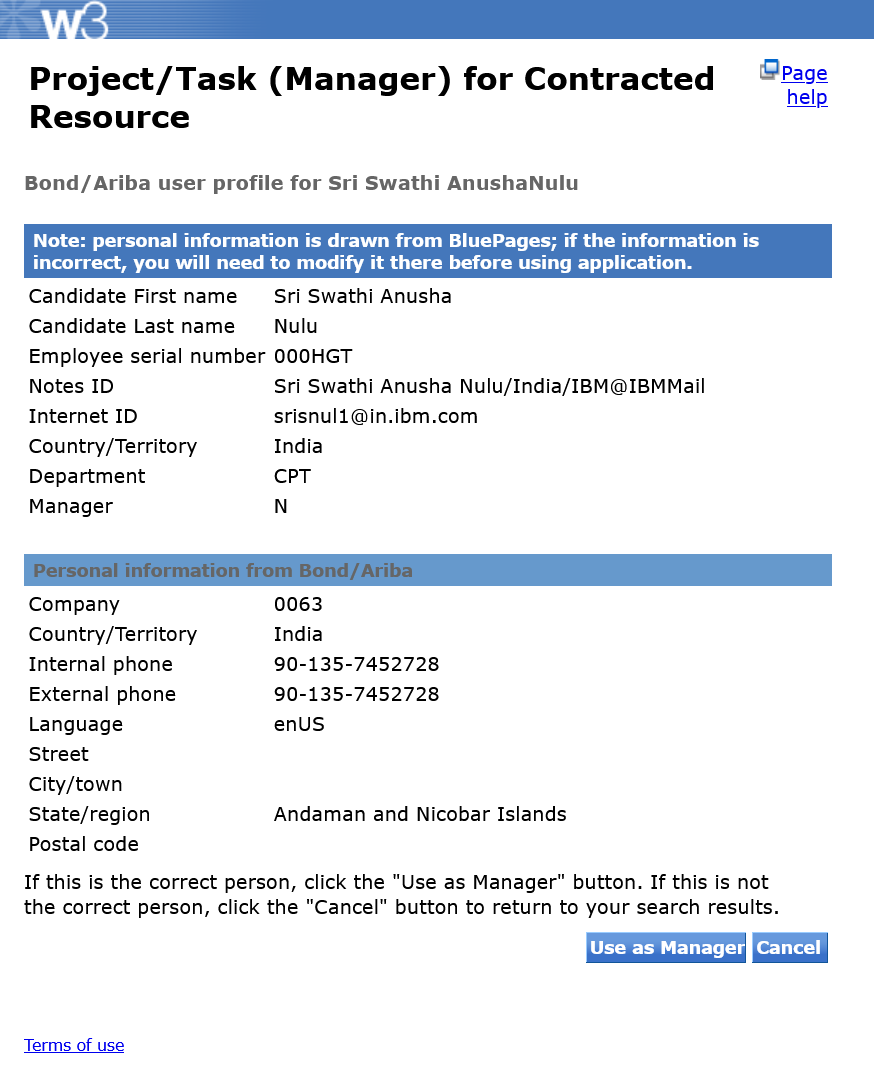 w3
Project/Task (Manager) for Contracted
Resource
Page
help
Bond/Ariba user profile for Sri Swathi AnushaNulu
Note: personal information is drawn from BluePages; if the information is
incorrect, you will need to modify it there before using application.
Candidate First name Sri Swathi Anusha
Candidate Last name Nulu
Employee serial number 000HGT
Notes ID Sri Swathi Anusha Nulu/India/IBM@IBMMail
Internet ID srisnul1@in.ibm.com
Country/Territory India
Department CPT
Manager N
Personal information from Bond/Ariba
Company 0063
Country/Territory India
Internal phone 90-135-7452728
External phone 90-135-7452728
Language enUS
Street
City/town
State/region Andaman and Nicobar Islands
Postal code
If this is the correct person, click the "Use as Manager" button. If this is not
the correct person, click the "Cancel" button to return to your search results.
Use as Manager Cancel
Terms of use